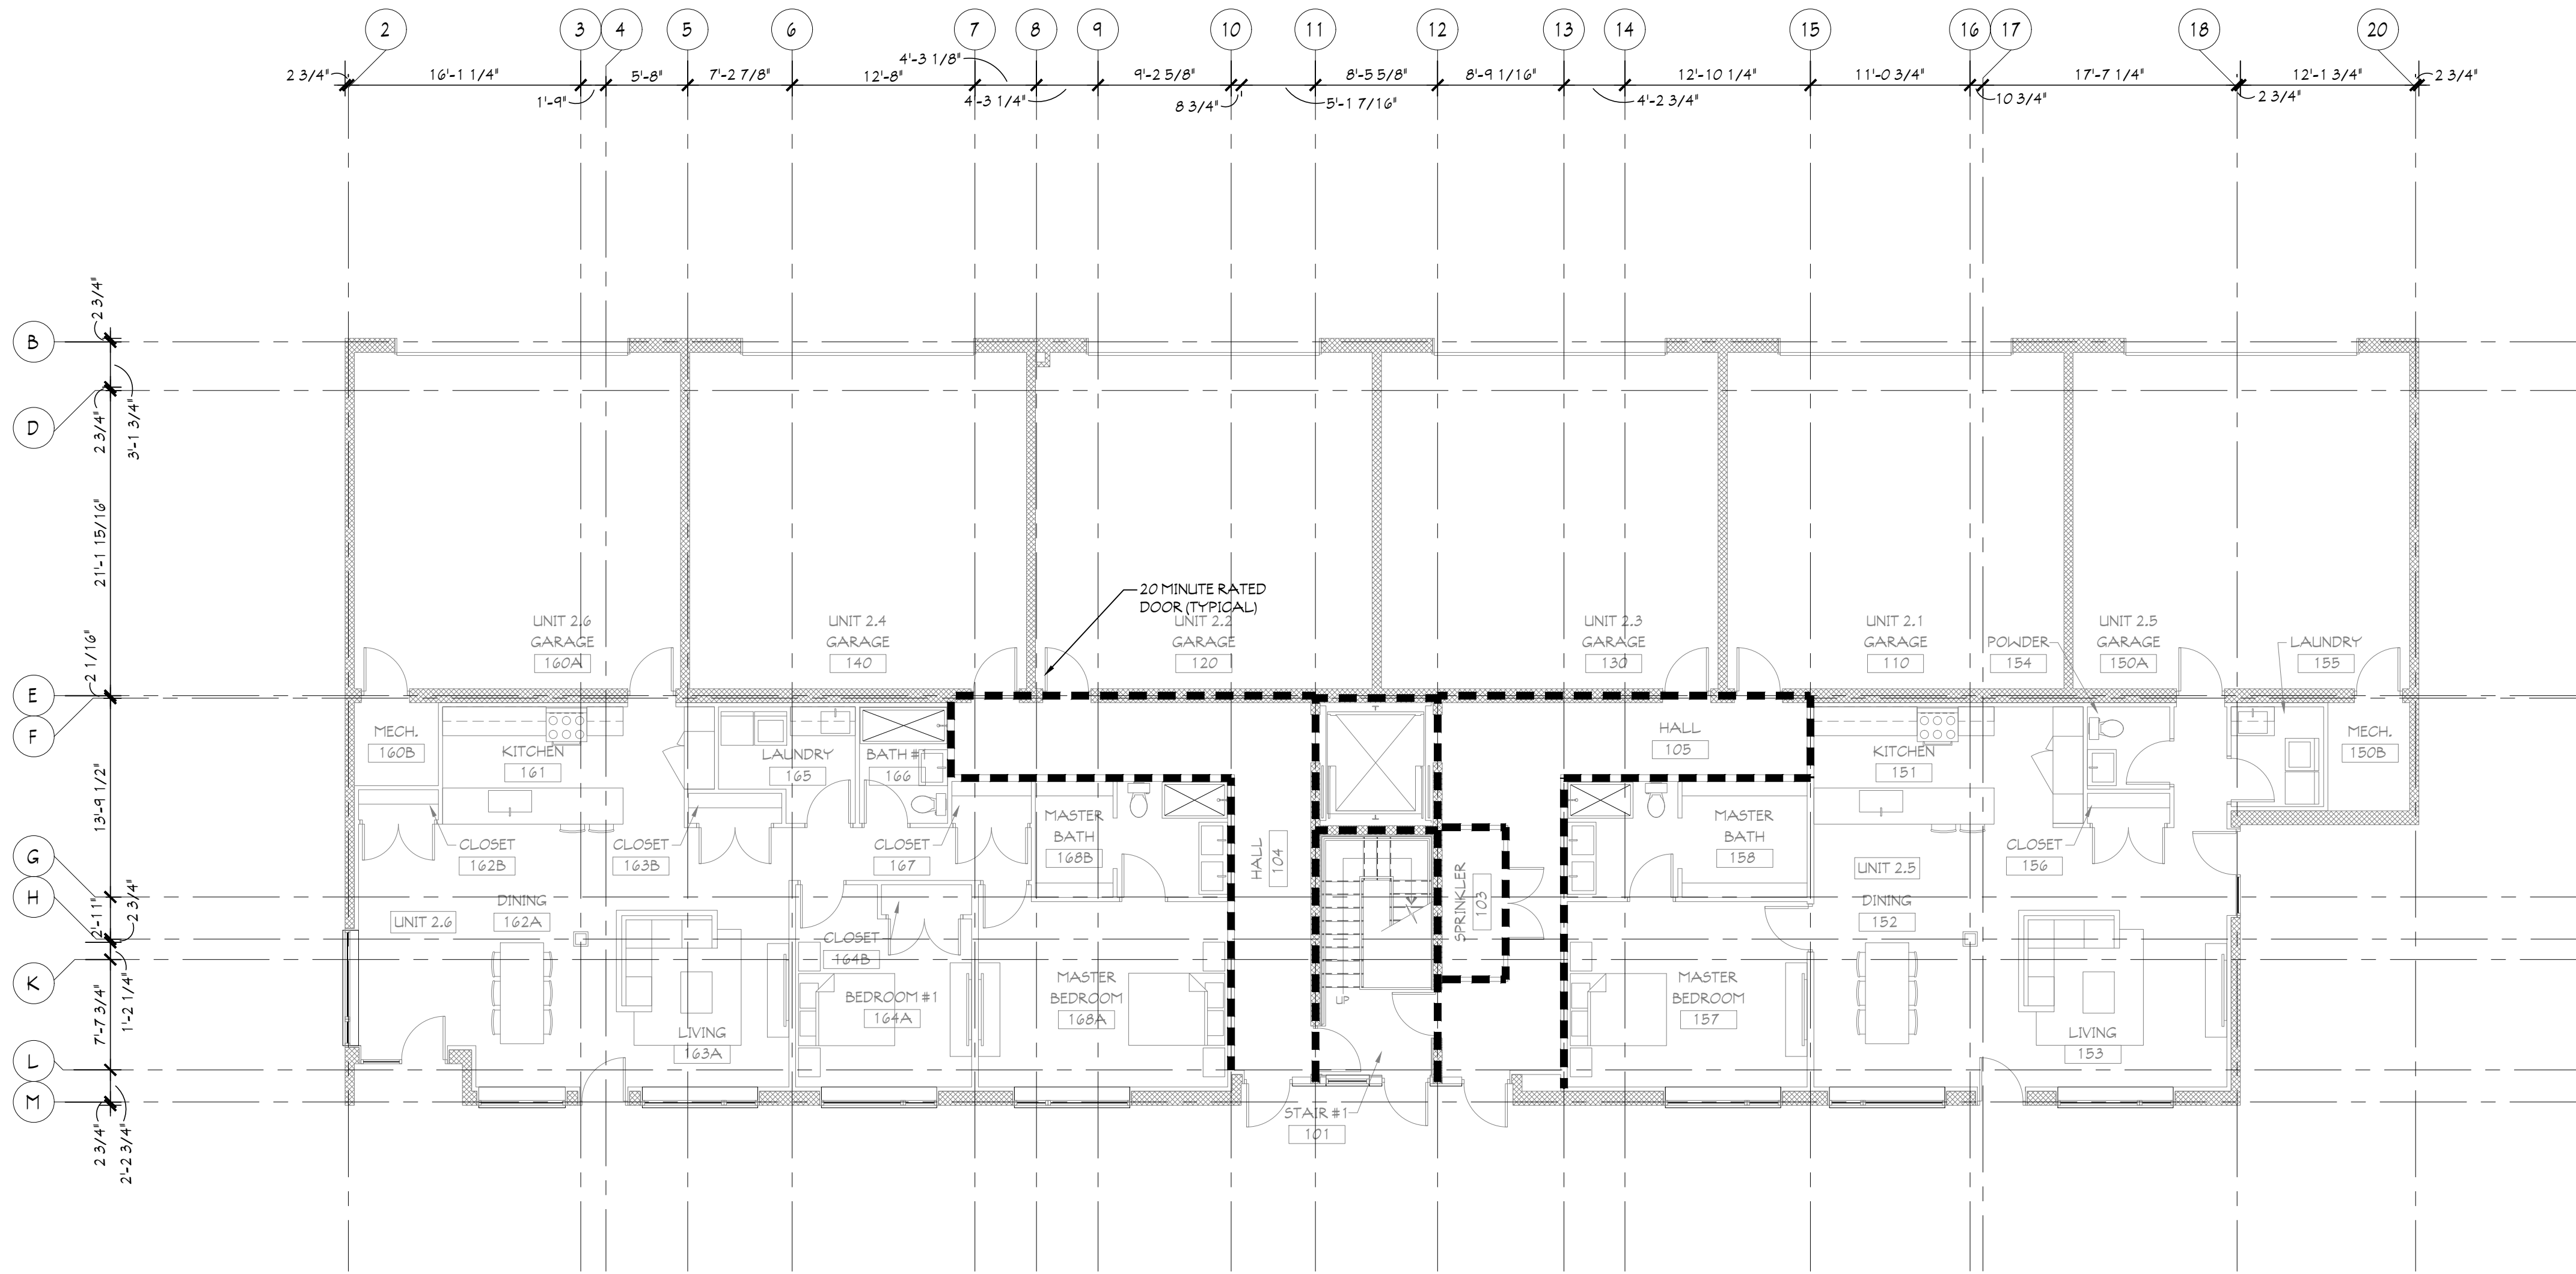 2
3
4
5
6
7
8
9
10
11
12
13
14
15
16
17
18
20
2 3/4"
16'-1 1/4"
1'-9"
5'-8"
7'-2 7/8"
12'-8"
4'-3 1/8"
4'-3 1/4"
9'-2 5/8"
8 3/4"
5'-1 7/16"
8'-5 5/8"
8'-9 1/16"
4'-2 3/4"
12'-10 1/4"
11'-0 3/4"
10 3/4"
17'-7 1/4"
2 3/4"
12'-1 3/4"
2 3/4"
B
D
E
F
G
H
K
L
M
2 3/4"
3'-1 3/4"
2 3/4"
21'-1 15/16"
2 1/16"
13'-9 1/2"
2'-11"
2 3/4"
1'-2 1/4"
7'-7 3/4"
2 3/4"
2'-2 3/4"
20 MINUTE RATED
DOOR (TYPICAL)
UNIT 2.6
GARAGE
160A
UNIT 2.4
GARAGE
140
UNIT 2.2
GARAGE
120
UNIT 2.3
GARAGE
130
UNIT 2.1
GARAGE
110
POWDER
154
UNIT 2.5
GARAGE
150A
LAUNDRY
155
MECH.
160B
KITCHEN
161
LAUNDRY
165
BATH #1
166
HALL
105
KITCHEN
151
MECH.
150B
CLOSET
162B
CLOSET
163B
CLOSET
167
MASTER
BATH
168B
HALL
104
SPRINKLER
103
MASTER
BATH
158
UNIT 2.5
CLOSET
156
UNIT 2.6
DINING
162A
CLOSET
164B
DINING
152
LIVING
163A
BEDROOM #1
164A
MASTER
BEDROOM
168A
UP
MASTER
BEDROOM
157
LIVING
153
STAIR #1
101